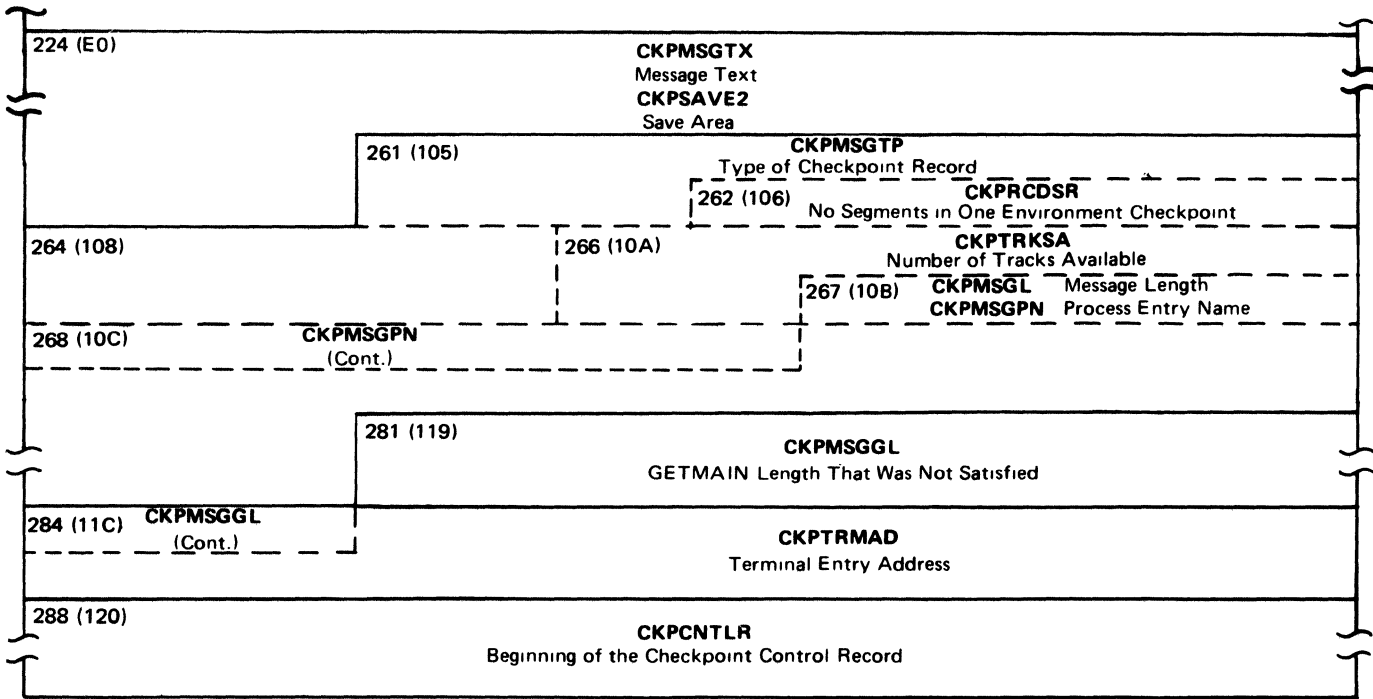 224 (E0)
CKPMSGTX
Message Text
CKPSAVE2
Save Area
261 (105)
CKPMSGTP
Type of Checkpoint Record
262 (106)
CKPRCDSR
No Segments in One Environment Checkpoint
264 (108)
266 (10A)
CKPTRKSA
Number of Tracks Available
267 (10B) CKPMSGL Message Length
CKPMSGPN Process Entry Name
268 (10C)
CKPMSGPN
(Cont.)
281 (119)
CKPMSGGL
GETMAIN Length That Was Not Satisfied
284 (11C)
CKPMSGGL
(Cont.)
CKPTRMAD
Terminal Entry Address
288 (120)
CKPCNTLR
Beginning of the Checkpoint Control Record